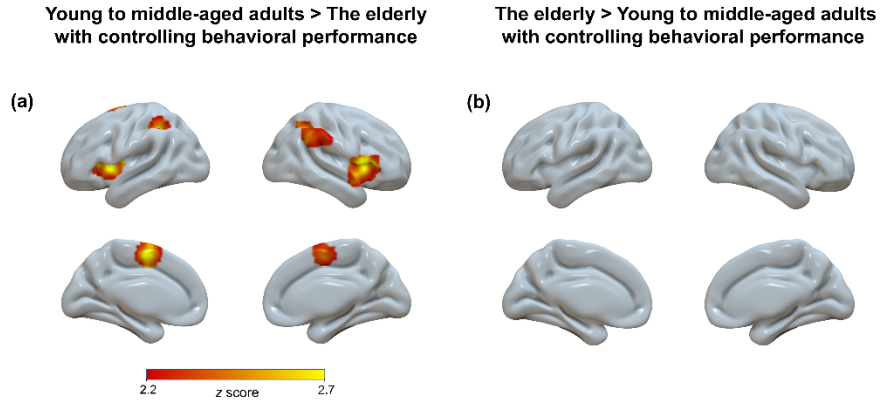 Young to middle-aged adults > The elderly
with controlling behavioral performance
The elderly > Young to middle-aged adults
with controlling behavioral performance
(a)
(b)
2.2
z score
2.7